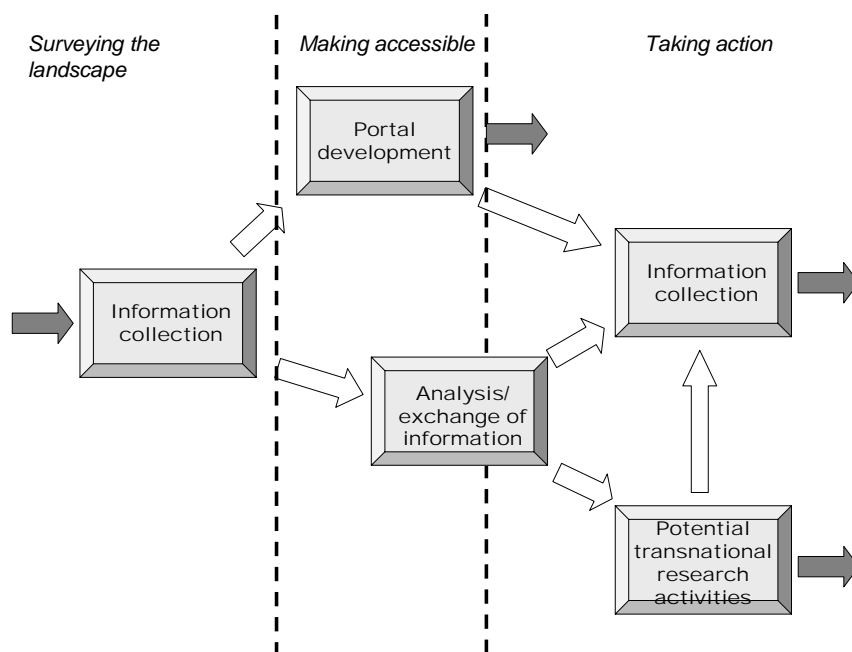 Surveying the
landscape
Making accessible
Taking action
Portal
development
Information
collection
Information
collection
Analysis/
exchange of
information
Potential
transnational
research
activities